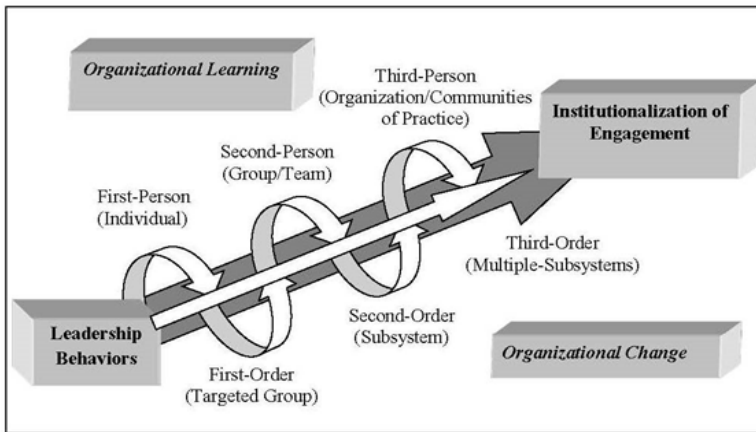 Organizational Learning
Third-Person
(Organization/Communities
of Practice)
Institutionalization of
Engagement
Second-Person
(Group/Team)
First-Person
(Individual)
Third-Order
(Multiple-Subsystems)
Leadership
Behaviors
Second-Order
(Subsystem)
First-Order
(Targeted Group)
Organizational Change